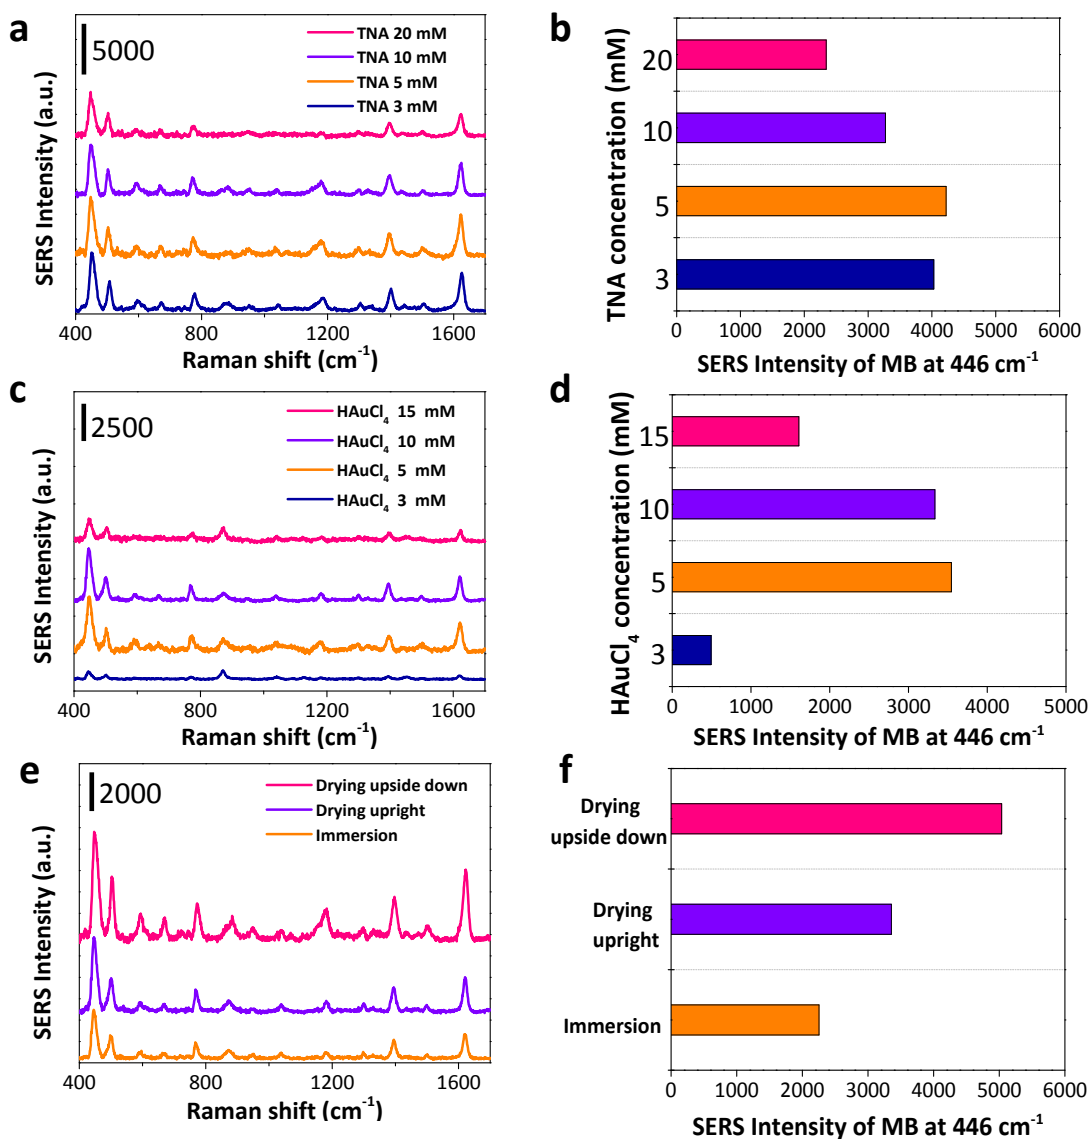 a
5000
TNA 20 mM
TNA 10 mM
TNA 5 mM
TNA 3 mM
SERS Intensity (a.u.)
400 800 1200 1600
Raman shift (cm⁻¹)
b
TNA concentration (mM)
20
10
5
3
0 1000 2000 3000 4000 5000 6000
SERS Intensity of MB at 446 cm⁻¹
c
2500
HAuCl₄ 15 mM
HAuCl₄ 10 mM
HAuCl₄ 5 mM
HAuCl₄ 3 mM
SERS Intensity (a.u.)
400 800 1200 1600
Raman shift (cm⁻¹)
d
HAuCl₄ concentration (mM)
15
10
5
3
0 1000 2000 3000 4000 5000
SERS Intensity of MB at 446 cm⁻¹
e
2000
Drying upside down
Drying upright
Immersion
SERS Intensity (a.u.)
400 800 1200 1600
Raman shift (cm⁻¹)
f
Drying
upside down
Drying
upright
Immersion
0 1000 2000 3000 4000 5000 6000
SERS Intensity of MB at 446 cm⁻¹